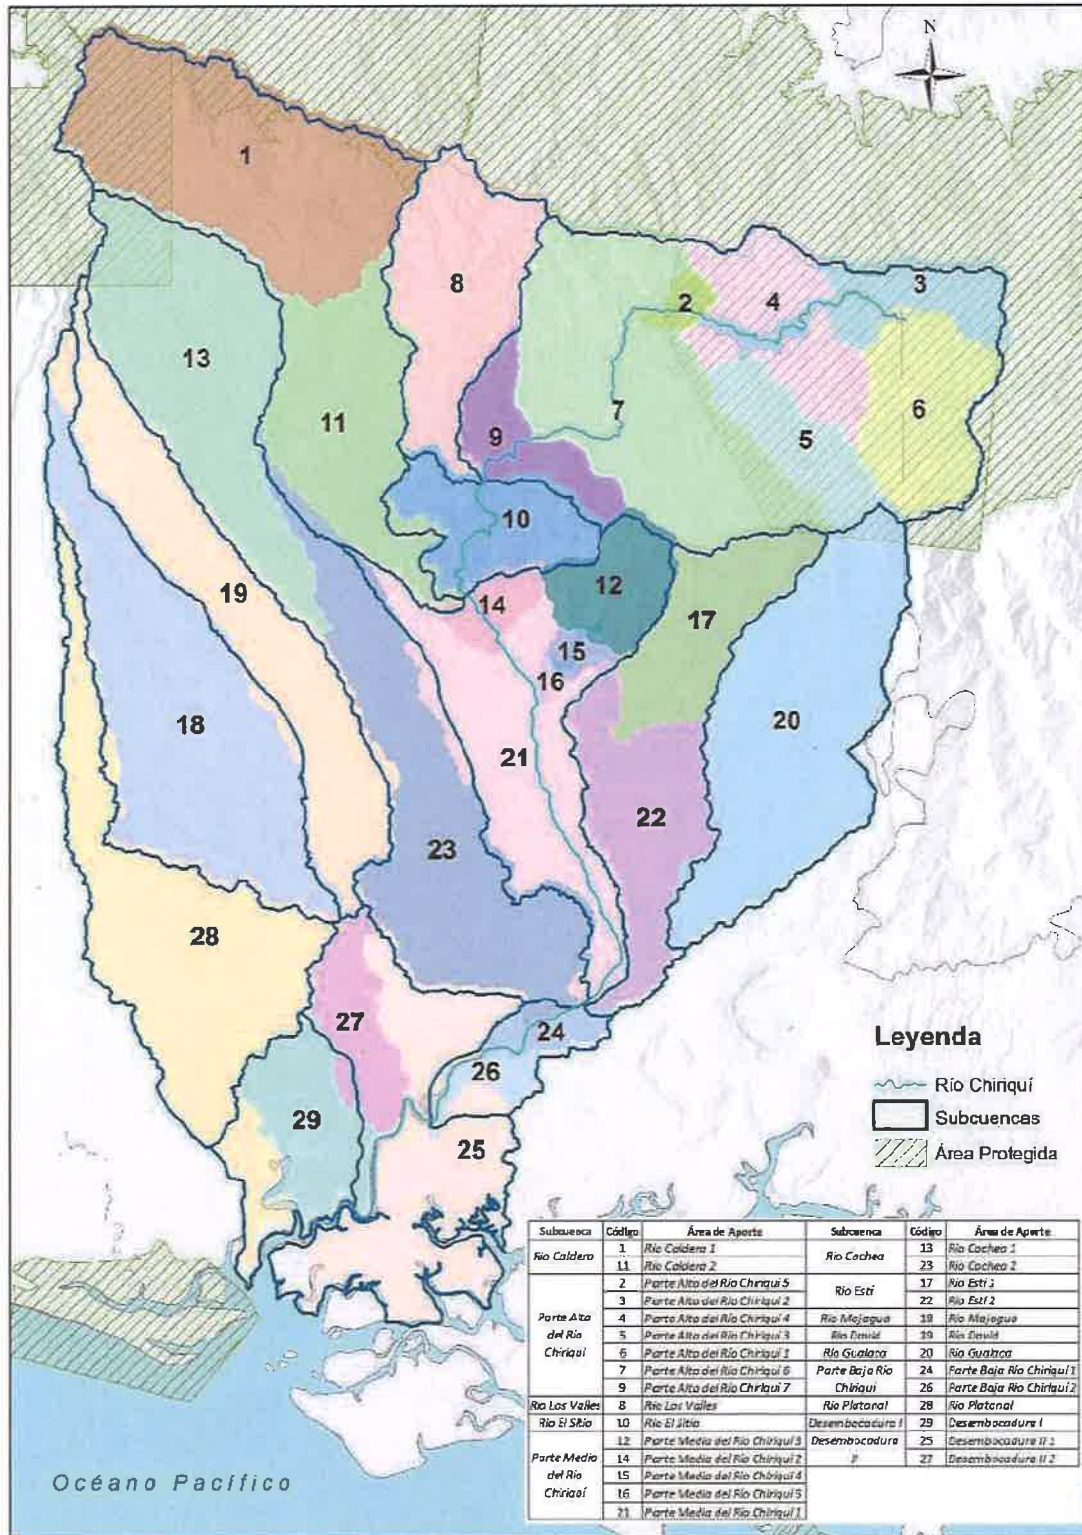 N
1
8
3
2
4
13
11
7
6
9
5
10
19
12
14
17
15
16
18
20
21
22
23
28
27
24
26
29
25
Leyenda
Río Chiriquí
Subcuencas
Área Protegida
Océano Pacífico
Subcuenca Código Área de Aporte Subcuenca Código Área de Aporte
Río Caldera 1 Río Caldera 1 Río Cochea 13 Río Cochea 1
11 Río Caldera 2 23 Río Cochea 2
Parte Alta del Río Chiriquí 2 Parte Alta del Río Chiriquí 5 Río Estí 17 Río Estí 1
3 Parte Alta del Río Chiriquí 2 22 Río Estí 2
4 Parte Alta del Río Chiriquí 4 Río Majagua 18 Río Majagua
5 Parte Alta del Río Chiriquí 3 Río David 19 Río David
6 Parte Alta del Río Chiriquí 1 Río Gualaca 20 Río Gualaca
7 Parte Alta del Río Chiriquí 6 Parte Baja Río Chiriquí 24 Parte Baja Río Chiriquí 1
9 Parte Alta del Río Chiriquí 7 26 Parte Baja Río Chiriquí 2
Río Los Valles 8 Río Los Valles Río Platanal 28 Río Platanal
Río El Sitio 10 Río El Sitio Desembocadura I 29 Desembocadura I
Parte Media del Río Chiriquí 12 Parte Media del Río Chiriquí 3 Desembocadura II 25 Desembocadura II 1
14 Parte Media del Río Chiriquí 2 27 Desembocadura II 2
15 Parte Media del Río Chiriquí 4
16 Parte Media del Río Chiriquí 5
21 Parte Media del Río Chiriquí 1